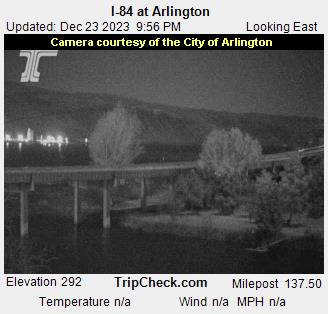 I-84 at Arlington
Updated: Dec 23 2023 9:56 PM Looking East
Camera courtesy of the City of Arlington
Elevation 292 TripCheck.com Milepost 137.50
Temperature n/a Wind n/a MPH n/a